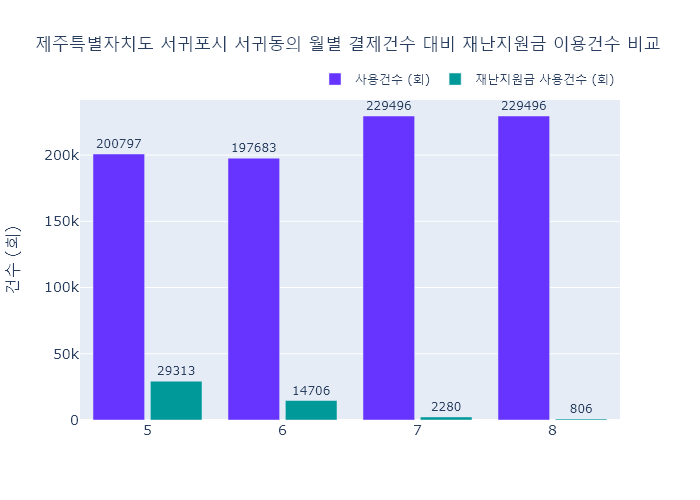 제주특별자치도 서귀포시 서귀동의 월별 결제건수 대비 재난지원금 이용건수 비교
사용건수 (회) 재난지원금 사용건수 (회)
229496 229496
200797 197683
200k
150k
건수 (회)
100k
50k
29313 14706 2280 806
0
5 6 7 8